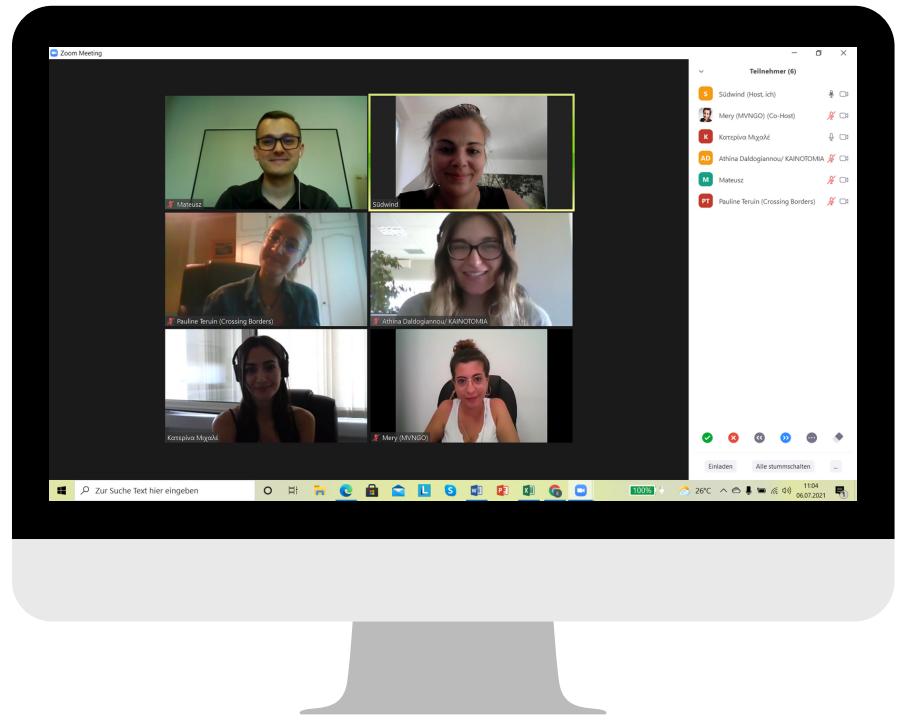 Zoom Meeting
Mateusz
Südwind
Pauline Teruin (Crossing Borders)
Athina Daldogiannou/ KAINOTOMIA
Κατερίνα Μιχαλέ
Mery (MVNGO)
Teilnehmer (6)
S Südwind (Host, ich)
Mery (MVNGO) (Co-Host)
K Κατερίνα Μιχαλέ
AD Athina Daldogiannou/ KAINOTOMIA
M Mateusz
PT Pauline Teruin (Crossing Borders)
Einladen Alle stummschalten ...
Zur Suche Text hier eingeben
100% 26°C 11:04
06.07.2021